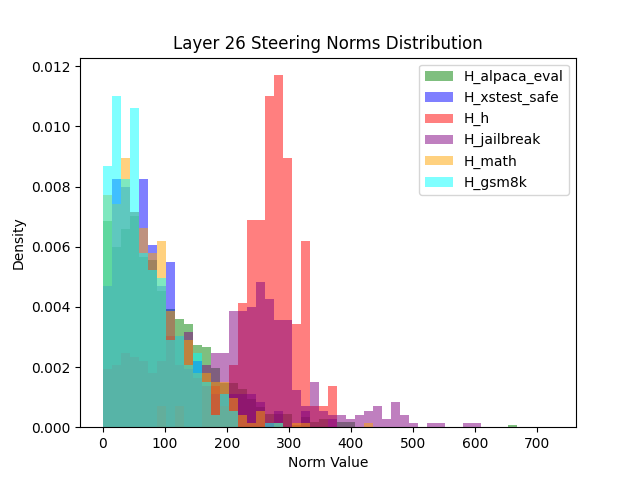 Layer 26 Steering Norms Distribution
H_alpaca_eval
H_xstest_safe
H_h
H_jailbreak
H_math
H_gsm8k
Density
0.012
0.010
0.008
0.006
0.004
0.002
0.000
0 100 200 300 400 500 600 700
Norm Value